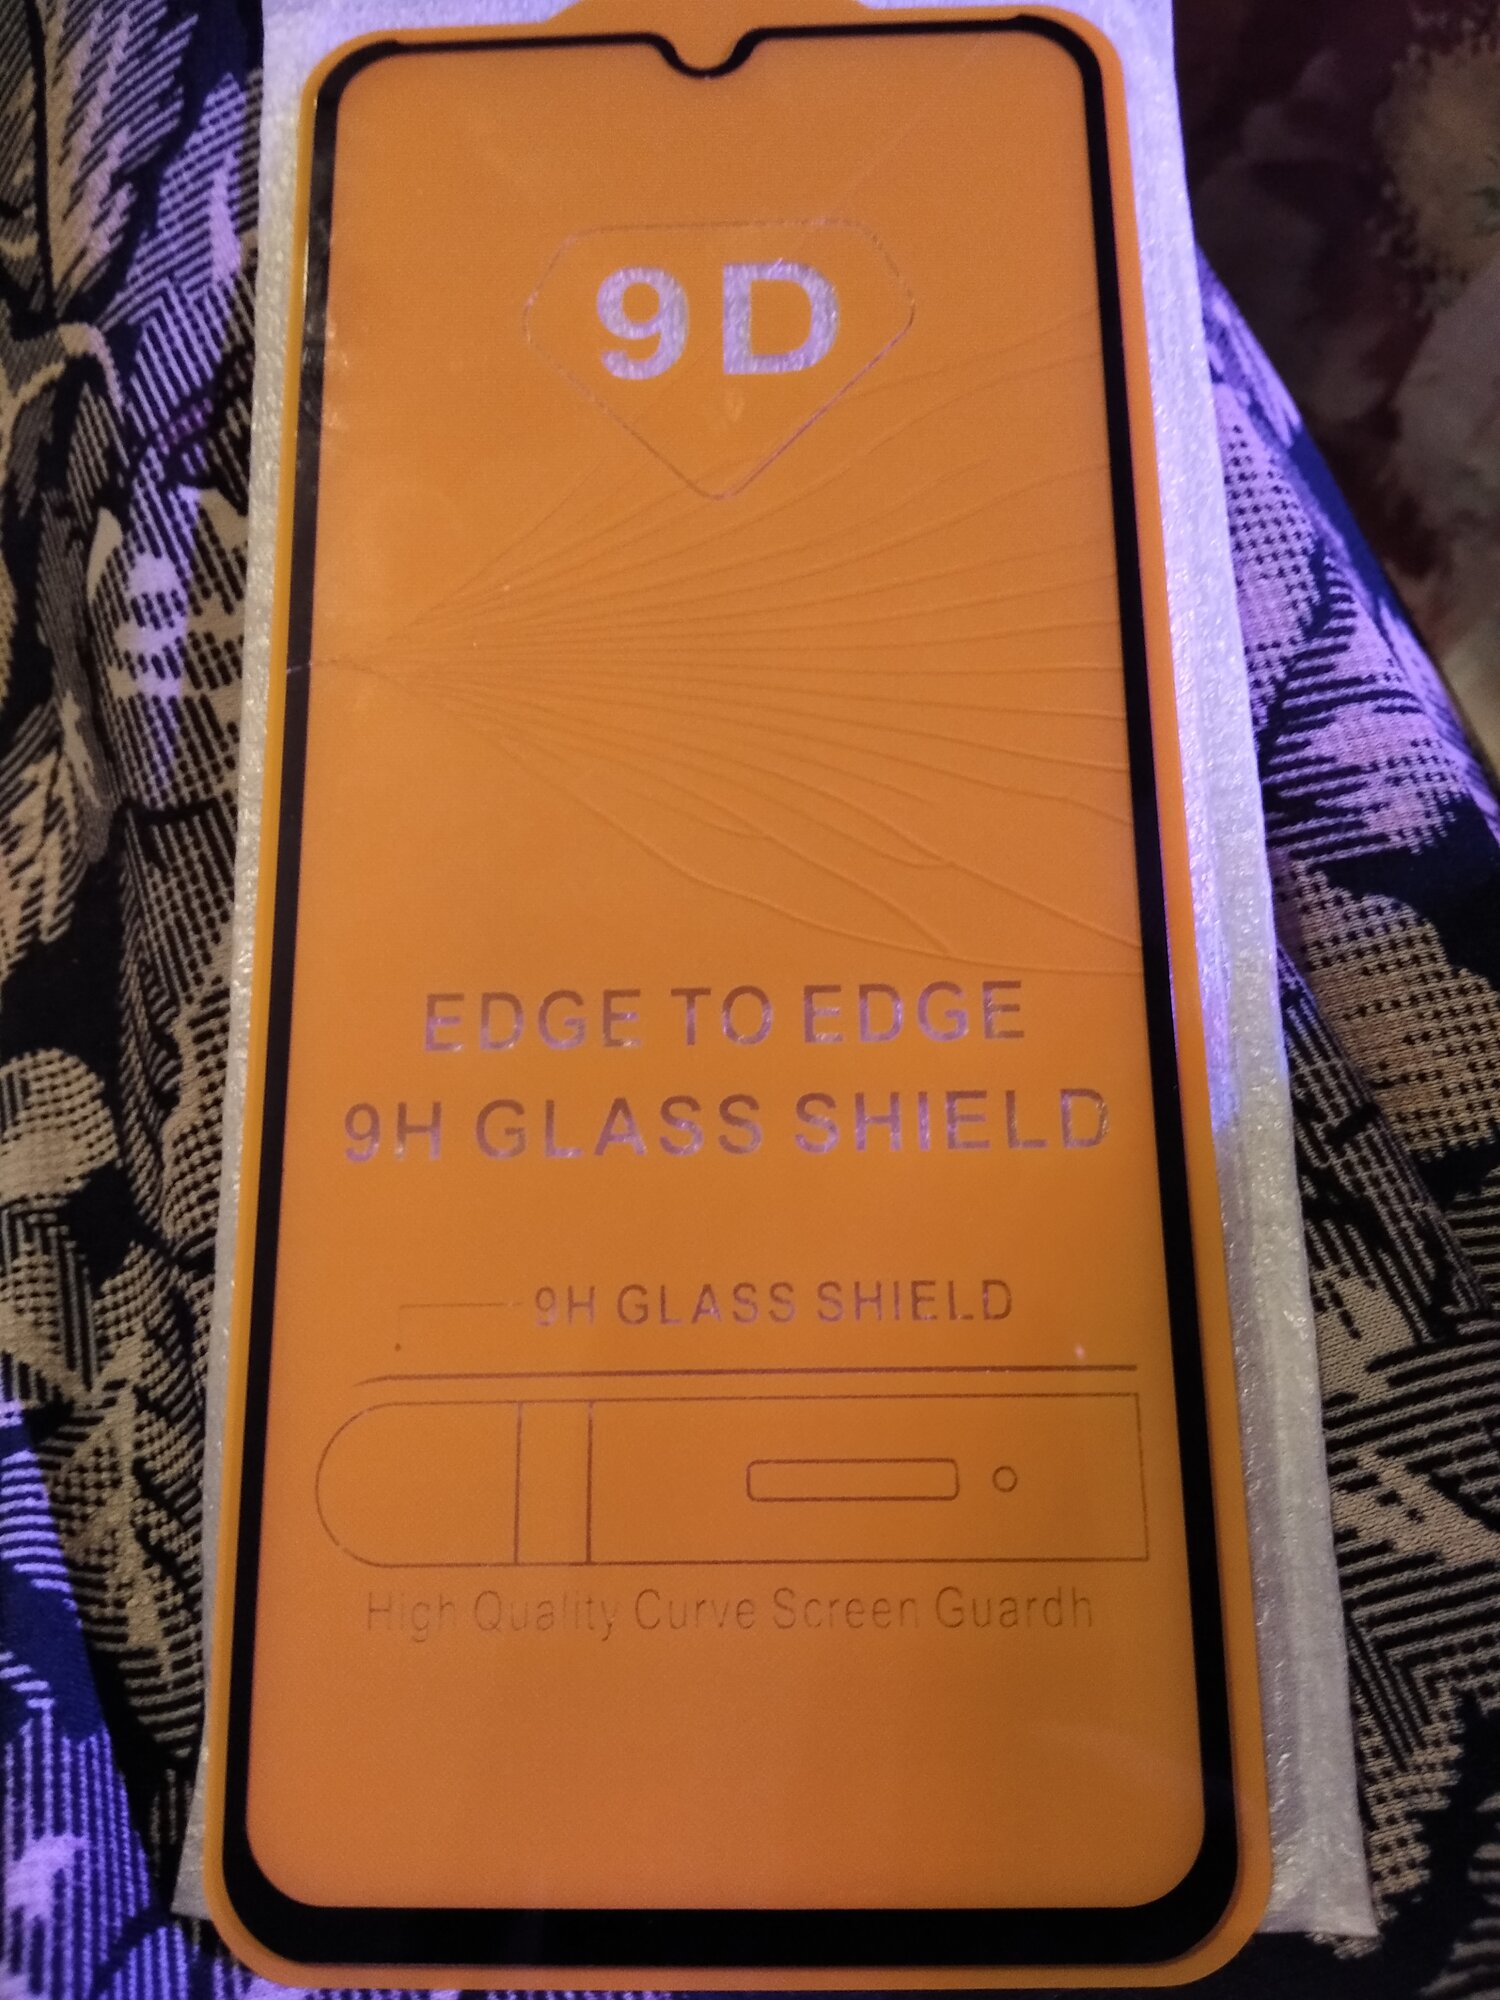 9D
EDGE TO EDGE
9H GLASS SHIELD
9H GLASS SHIELD
High Quality Curve Screen Guardh